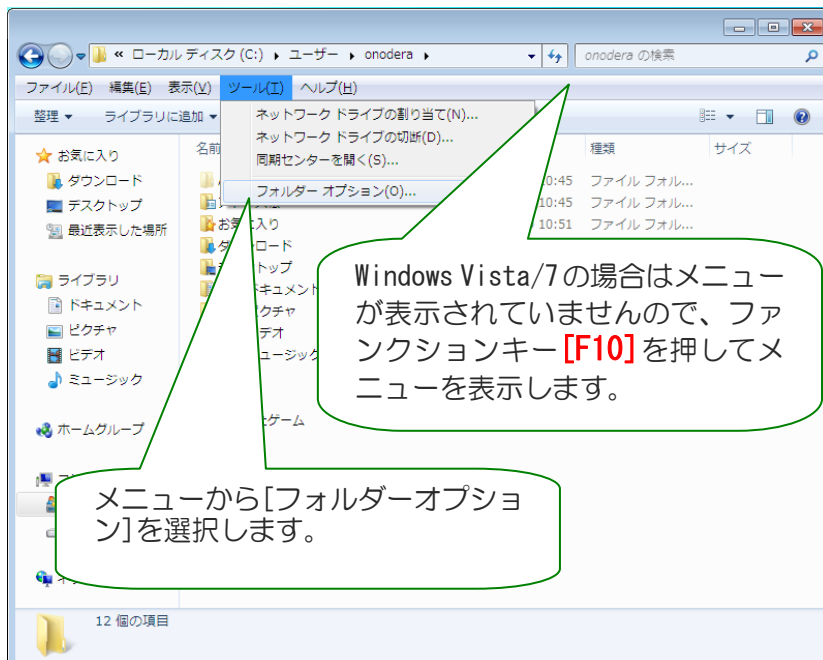 « ローカル ディスク (C:) ▸ ユーザー ▸ onodera ▸
onodera の検索
ファイル(F) 編集(E) 表示(V) ツール(T) ヘルプ(H)
整理 ▼ ライブラリに追加 ▼
ネットワーク ドライブの割り当て(N)...
ネットワーク ドライブの切断(D)...
同期センターを開く(S)...
フォルダー オプション(O)...
名前 種類 サイズ
お気に入り
ダウンロード
デスクトップ
最近表示した場所
ライブラリ
ドキュメント
ピクチャ
ビデオ
ミュージック
ホームグループ
10:45 ファイル フォル...
10:45 ファイル フォル...
10:51 ファイル フォル...
Windows Vista/7の場合はメニュー
が表示されていませんので、ファ
ンクションキー[F10]を押してメ
ニューを表示します。
メニューから[フォルダーオプショ
ン]を選択します。
12 個の項目